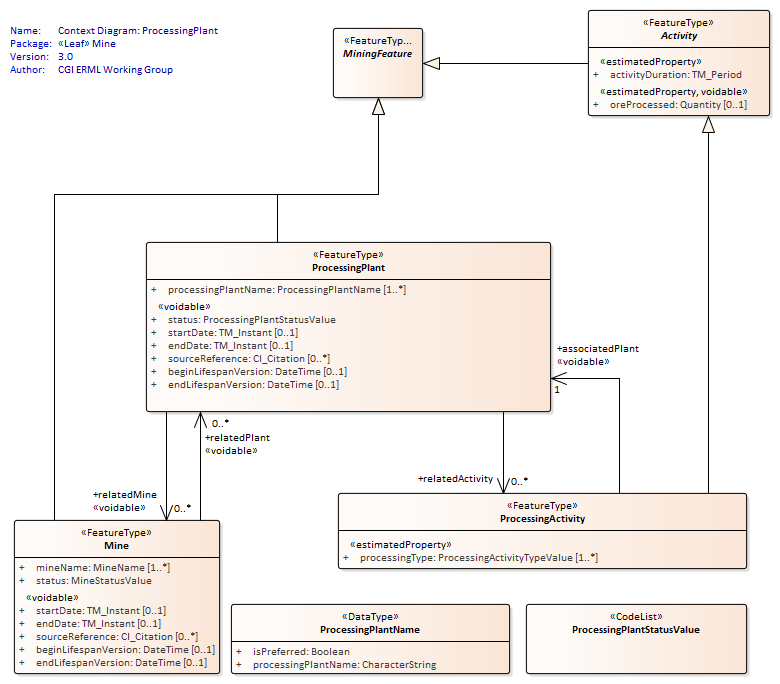 Name: Context Diagram: ProcessingPlant
Package: «Leaf» Mine
Version: 3.0
Author: CGI ERML Working Group
«FeatureTyp...
MiningFeature
«FeatureType»
Activity
«estimatedProperty»
+ activityDuration: TM_Period
«estimatedProperty, voidable»
+ oreProcessed: Quantity [0..1]
«FeatureType»
ProcessingPlant
+ processingPlantName: ProcessingPlantName [1..*]
«voidable»
+ status: ProcessingPlantStatusValue
+ startDate: TM_Instant [0..1]
+ endDate: TM_Instant [0..1]
+ sourceReference: CI_Citation [0..*]
+ beginLifespanVersion: DateTime [0..1]
+ endLifespanVersion: DateTime [0..1]
+associatedPlant
«voidable»
1
0..*
+relatedPlant
«voidable»
+relatedMine
«voidable»
0..*
+relatedActivity
0..*
«FeatureType»
Mine
+ mineName: MineName [1..*]
+ status: MineStatusValue
«voidable»
+ startDate: TM_Instant [0..1]
+ endDate: TM_Instant [0..1]
+ sourceReference: CI_Citation [0..*]
+ beginLifespanVersion: DateTime [0..1]
+ endLifespanVersion: DateTime [0..1]
«FeatureType»
ProcessingActivity
«estimatedProperty»
+ processingType: ProcessingActivityTypeValue [1..*]
«DataType»
ProcessingPlantName
+ isPreferred: Boolean
+ processingPlantName: CharacterString
«CodeList»
ProcessingPlantStatusValue